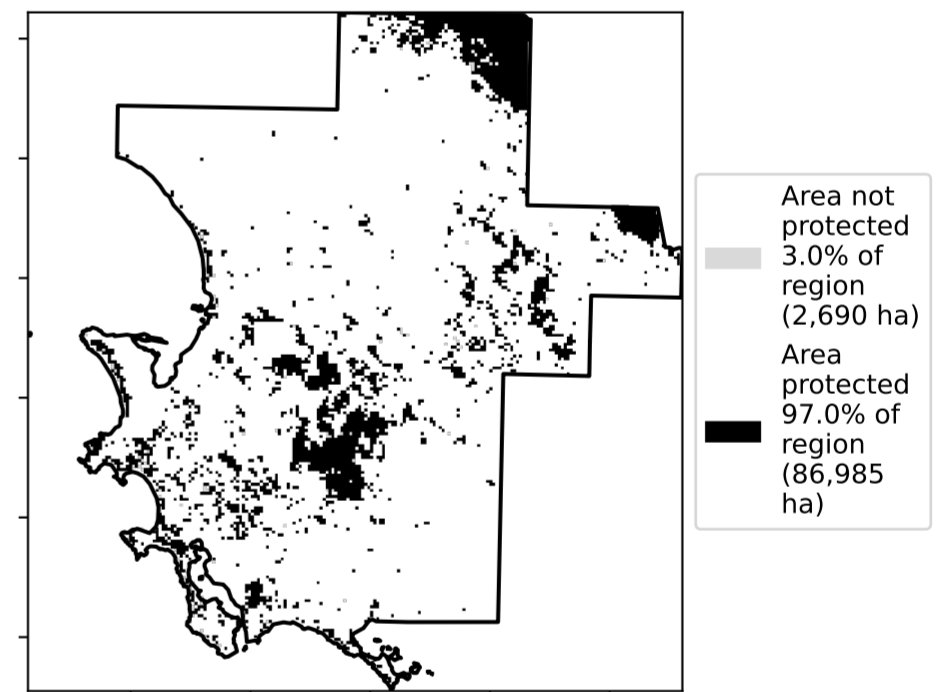 Area not
protected
3.0% of
region
(2,690 ha)
Area
protected
97.0% of
region
(86,985
ha)